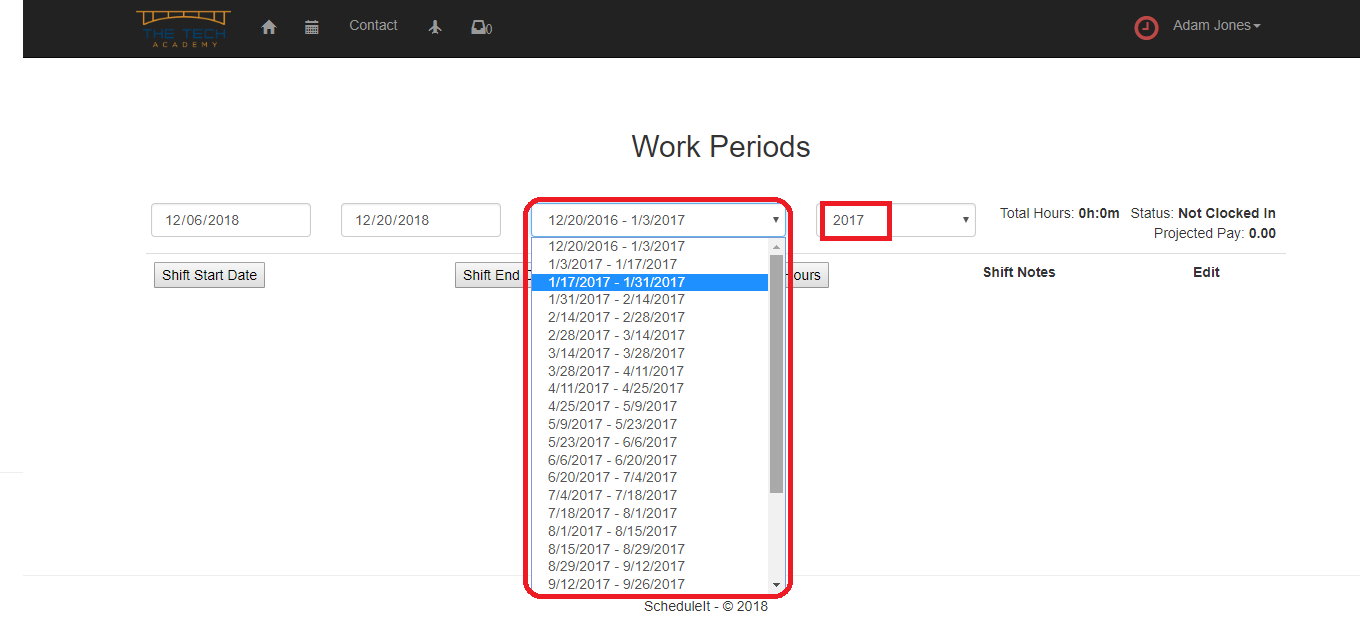 THE TECH
ACADEMY
Contact
0
Adam Jones
Work Periods
12/06/2018
12/20/2018
12/20/2016 - 1/3/2017
2017
Total Hours: 0h:0m Status: Not Clocked In
Projected Pay: 0.00
Shift Start Date
Shift End
ours
Shift Notes
Edit
12/20/2016 - 1/3/2017
1/3/2017 - 1/17/2017
1/17/2017 - 1/31/2017
1/31/2017 - 2/14/2017
2/14/2017 - 2/28/2017
2/28/2017 - 3/14/2017
3/14/2017 - 3/28/2017
3/28/2017 - 4/11/2017
4/11/2017 - 4/25/2017
4/25/2017 - 5/9/2017
5/9/2017 - 5/23/2017
5/23/2017 - 6/6/2017
6/6/2017 - 6/20/2017
6/20/2017 - 7/4/2017
7/4/2017 - 7/18/2017
7/18/2017 - 8/1/2017
8/1/2017 - 8/15/2017
8/15/2017 - 8/29/2017
8/29/2017 - 9/12/2017
9/12/2017 - 9/26/2017
ScheduleIt - © 2018